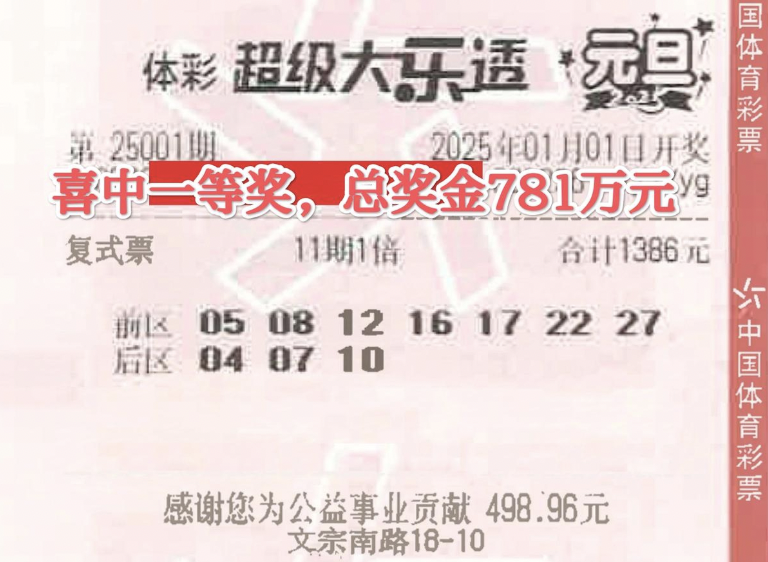 体彩 超级大乐透 元旦
第 25001期 2025年01月01日开奖
喜中一等奖，总奖金781万元
复式票 11期1倍 合计1386元
前区 05 08 12 16 17 22 27
后区 04 07 10
感谢您为公益事业贡献 498.96元
文宗南路18-10
国体育彩票
中国体育彩票